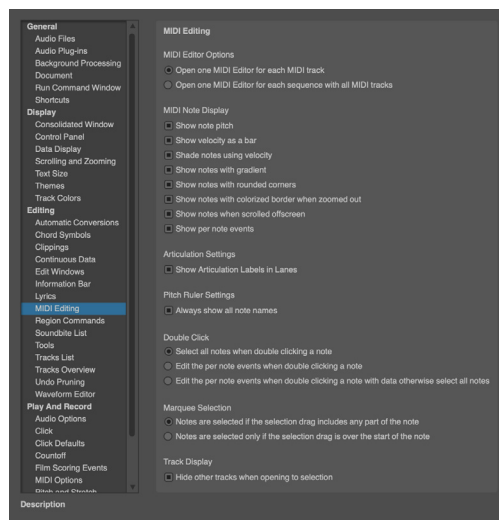 General
Audio Files
Audio Plug-ins
Background Processing
Document
Run Command Window
Shortcuts
Display
Consolidated Window
Control Panel
Data Display
Scrolling and Zooming
Text Size
Themes
Track Colors
Editing
Automatic Conversions
Chord Symbols
Clippings
Continuous Data
Edit Windows
Information Bar
Lyrics
MIDI Editing
Region Commands
Soundbite List
Tools
Tracks List
Tracks Overview
Undo Pruning
Waveform Editor
Play And Record
Audio Options
Click
Click Defaults
Countoff
Film Scoring Events
MIDI Options
Pitch and Stretch
MIDI Editing
MIDI Editor Options
Open one MIDI Editor for each MIDI track
Open one MIDI Editor for each sequence with all MIDI tracks
MIDI Note Display
Show note pitch
Show velocity as a bar
Shade notes using velocity
Show notes with gradient
Show notes with rounded corners
Show notes with colorized border when zoomed out
Show notes when scrolled offscreen
Show per note events
Articulation Settings
Show Articulation Labels in Lanes
Pitch Ruler Settings
Always show all note names
Double Click
Select all notes when double clicking a note
Edit the per note events when double clicking a note
Edit the per note events when double clicking a note with data otherwise select all notes
Marquee Selection
Notes are selected if the selection drag includes any part of the note
Notes are selected only if the selection drag is over the start of the note
Track Display
Hide other tracks when opening to selection
Description